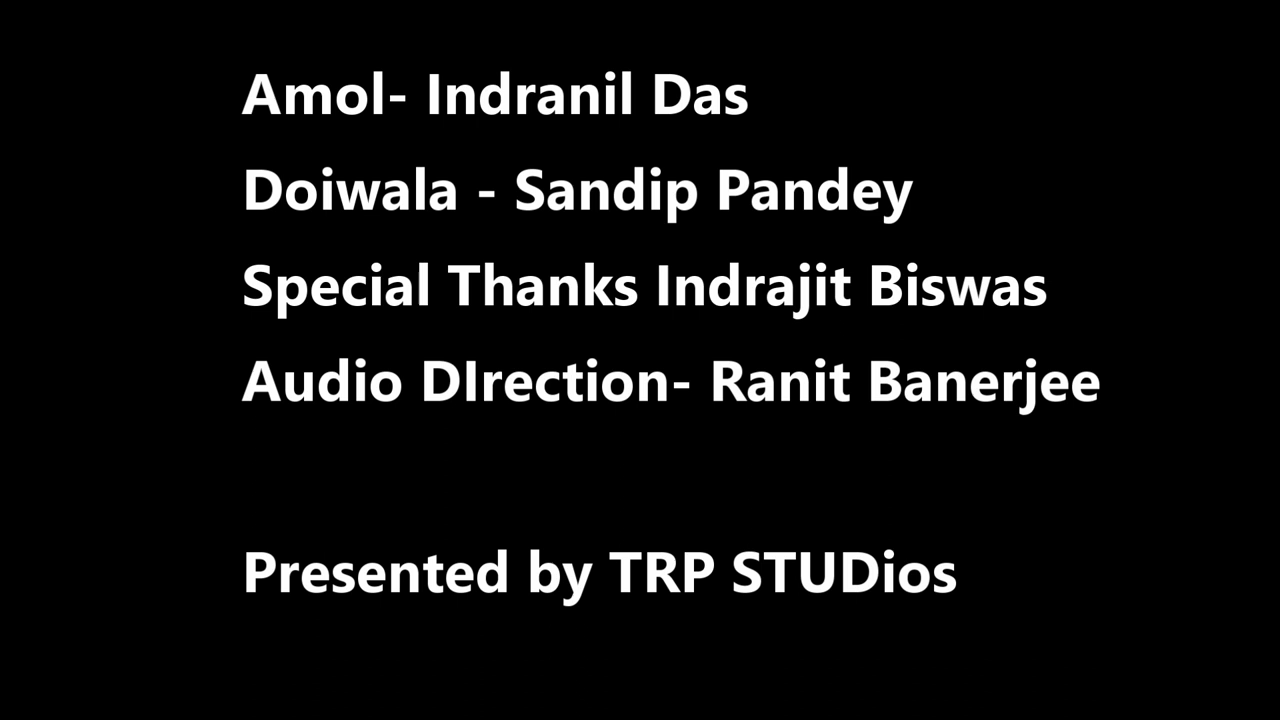 Amol- Indranil Das
Doiwala - Sandip Pandey
Special Thanks Indrajit Biswas
Audio DIrection- Ranit Banerjee
Presented by TRP STUDios